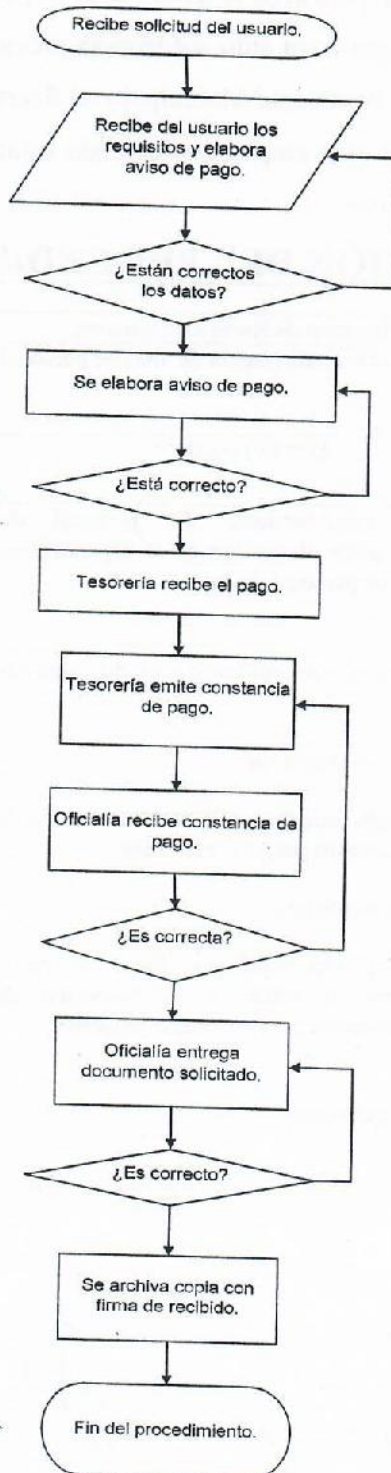 Recibe solicitud del usuario.
Recibe del usuario los
requisitos y elabora
aviso de pago.
¿Están correctos
los datos?
Se elabora aviso de pago.
¿Está correcto?
Tesorería recibe el pago.
Tesorería emite constancia
de pago.
Oficialía recibe constancia de
pago.
¿Es correcta?
Oficialía entrega
documento solicitado.
¿Es correcto?
Se archiva copia con
firma de recibido.
Fin del procedimiento.